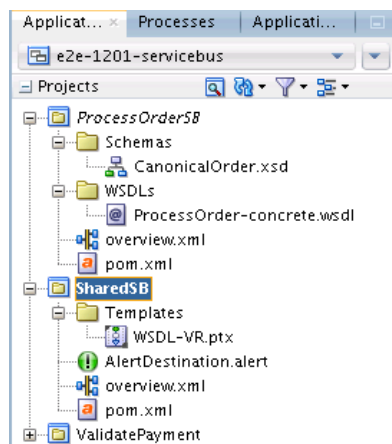 Applicat... Processes Applicati...
e2e-1201-servicebus
Projects
ProcessOrderSB
Schemas
CanonicalOrder.xsd
WSDLs
ProcessOrder-concrete.wsdl
overview.xml
pom.xml
SharedSB
Templates
WSDL-VR.ptx
AlertDestination.alert
overview.xml
pom.xml
ValidatePayment